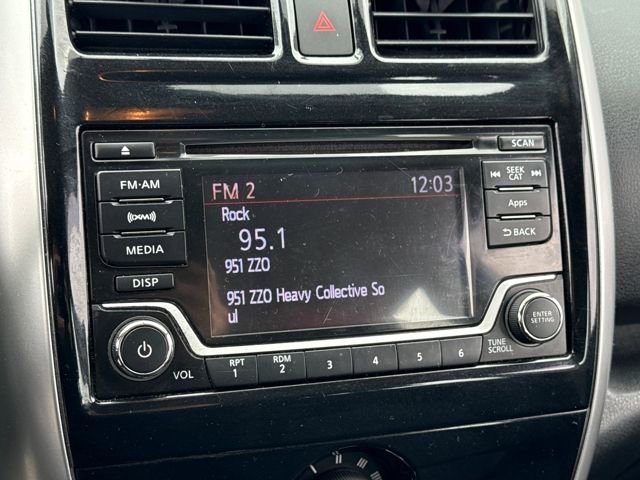 SCAN
FM·AM
SEEK
CAT
((XM))
Apps
MEDIA
BACK
DISP
FM 2 12:03
Rock
95.1
951 ZZO
951 ZZO Heavy Collective So
ul
ENTER
SETTING
TUNE
SCROLL
VOL
RPT
1
RDM
2
3
4
5
6